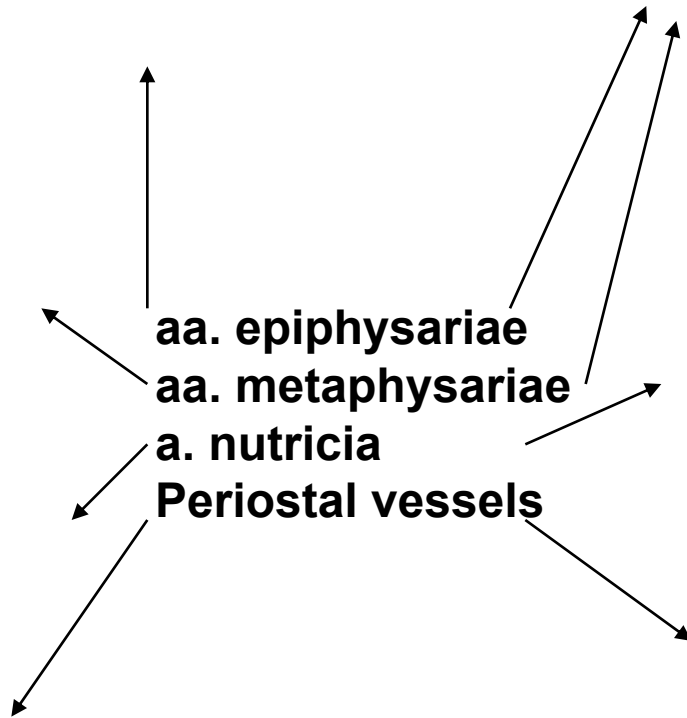 aa. epiphysariae
aa. metaphysariae
a. nutricia
Periostal vessels